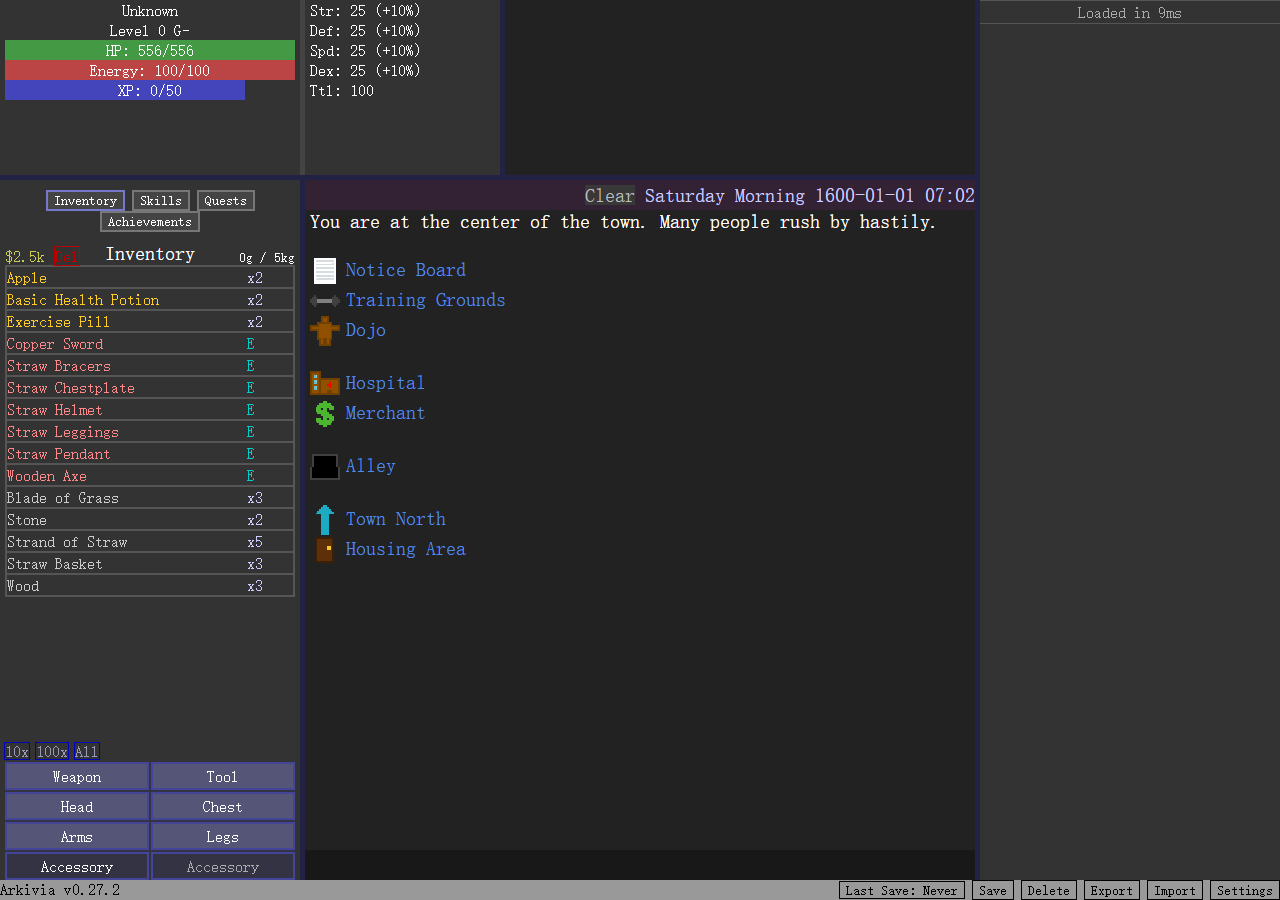 Unknown
Level 0 G-
HP: 556/556
Energy: 100/100
XP: 0/50
Str: 25 (+10%)
Def: 25 (+10%)
Spd: 25 (+10%)
Dex: 25 (+10%)
Ttl: 100
Loaded in 9ms
Inventory Skills Quests
Achievements
$2.5k Inventory 0g / 5kg
Apple x2
Basic Health Potion x2
Exercise Pill x2
Copper Sword E
Straw Bracers E
Straw Chestplate E
Straw Helmet E
Straw Leggings E
Straw Pendant E
Wooden Axe E
Blade of Grass x3
Stone x2
Strand of Straw x5
Straw Basket x3
Wood x3
10x 100x All
Weapon Tool
Head Chest
Arms Legs
Accessory Accessory
Clear Saturday Morning 1600-01-01 07:02
You are at the center of the town. Many people rush by hastily.
Notice Board
Training Grounds
Dojo
Hospital
Merchant
Alley
Town North
Housing Area
Arkivia v0.27.2
Last Save: Never Save Delete Export Import Settings